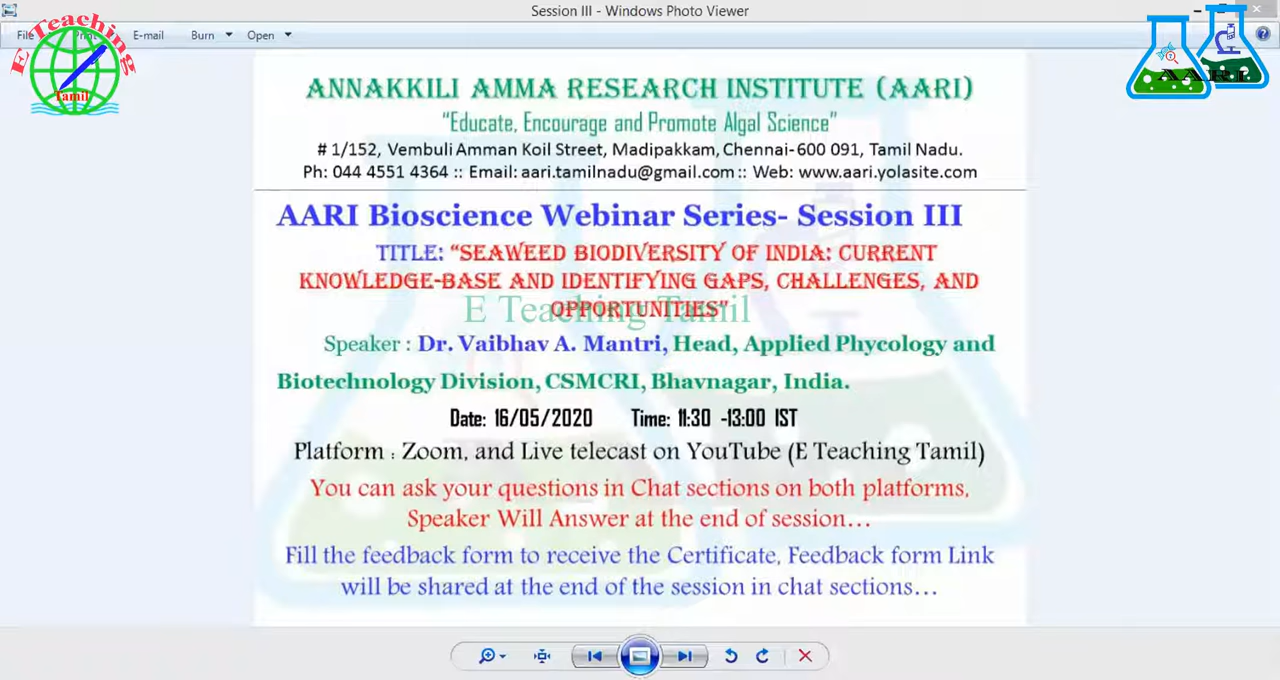 Session III - Windows Photo Viewer
File Print E-mail Burn Open
E Teaching
Tamil
AARI
ANNAKKILI AMMA RESEARCH INSTITUTE (AARI)
“Educate, Encourage and Promote Algal Science”
# 1/152, Vembuli Amman Koil Street, Madipakkam, Chennai-600 091, Tamil Nadu.
Ph: 044 4551 4364 :: Email: aari.tamilnadu@gmail.com :: Web: www.aari.yolasite.com
AARI Bioscience Webinar Series- Session III
TITLE: “SEAWEED BIODIVERSITY OF INDIA: CURRENT
KNOWLEDGE-BASE AND IDENTIFYING GAPS, CHALLENGES, AND
OPPORTUNITIES”
E Teaching Tamil
Speaker : Dr. Vaibhav A. Mantri, Head, Applied Phycology and
Biotechnology Division, CSMCRI, Bhavnagar, India.
Date: 16/05/2020 Time: 11:30 -13:00 IST
Platform : Zoom, and Live telecast on YouTube (E Teaching Tamil)
You can ask your questions in Chat sections on both platforms,
Speaker Will Answer at the end of session...
Fill the feedback form to receive the Certificate, Feedback form Link
will be shared at the end of the session in chat sections...